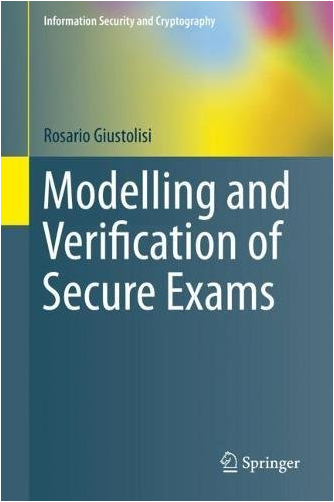 Information Security and Cryptography
Rosario Giustolisi
Modelling and
Verification of
Secure Exams
Springer